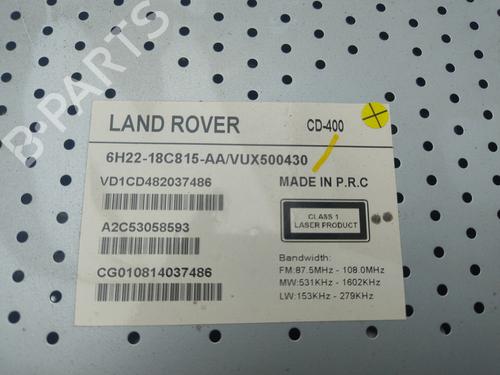 B-PARTS
LAND ROVER
CD-400
6H22-18C815-AA/VUX500430
VD1CD482037486
MADE IN P.R.C
CLASS 1
LASER PRODUCT
A2C53058593
Bandwidth:
CG010814037486
FM:87.5MHz - 108.0MHz
MW:531KHz - 1602KHz
LW:153KHz - 279KHz